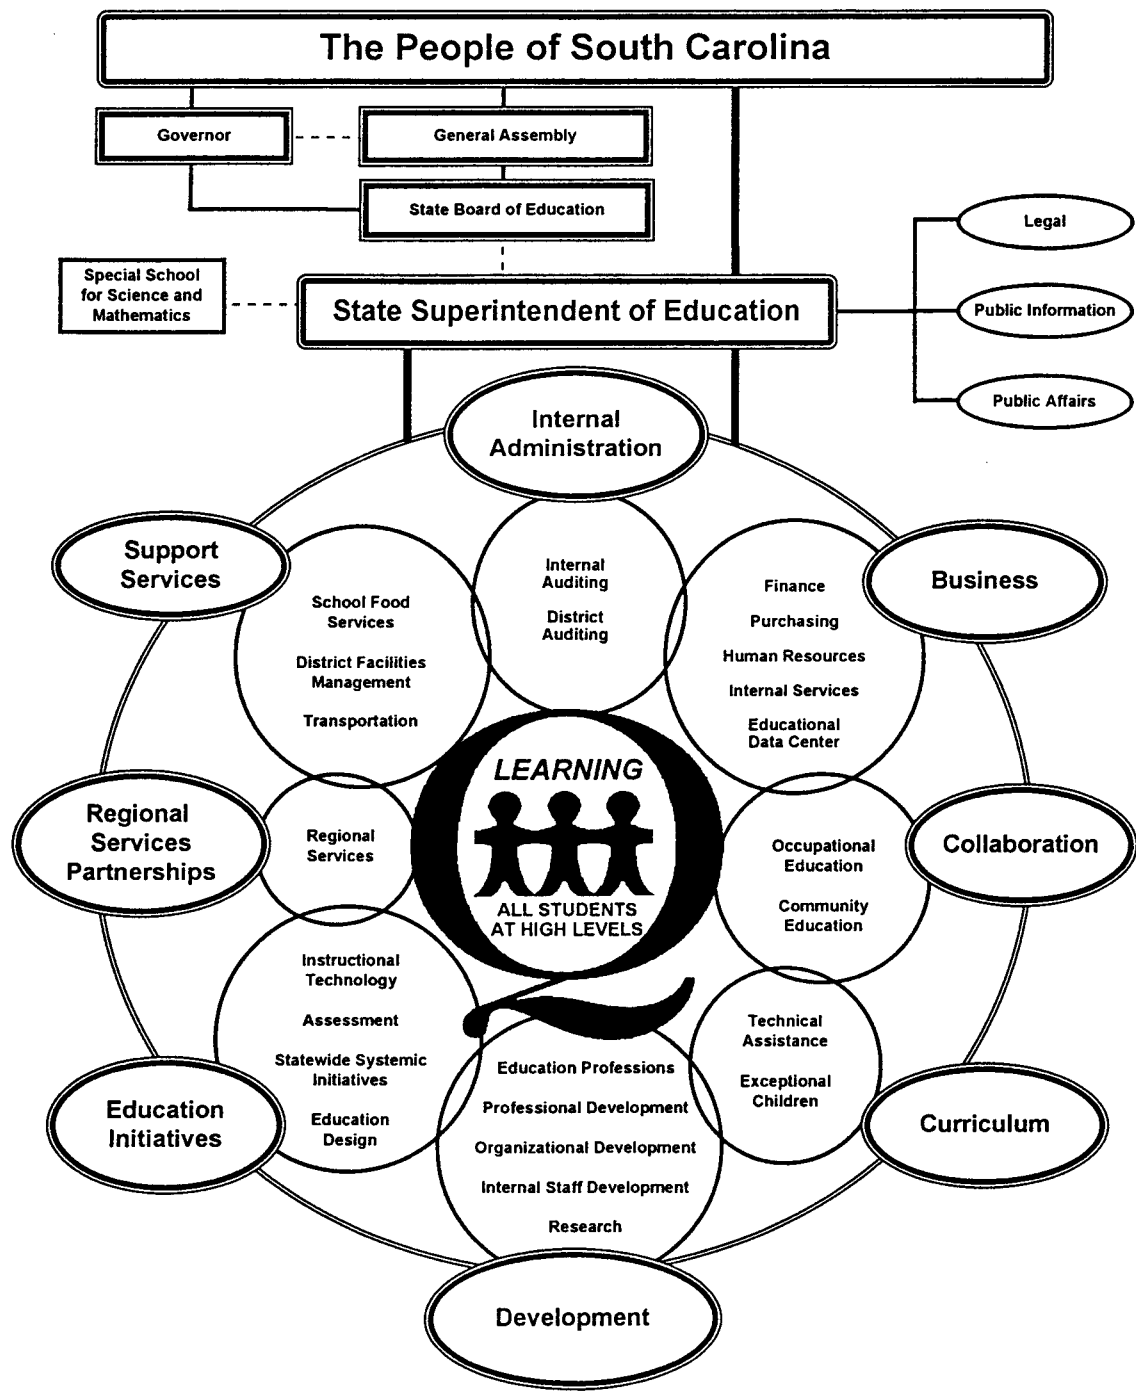 The People of South Carolina
Governor
General Assembly
State Board of Education
Legal
Special School
for Science and
Mathematics
State Superintendent of Education
Public Information
Public Affairs
Internal
Administration
Support
Services
Business
Internal
Auditing
District
Auditing
School Food
Services
District Facilities
Management
Transportation
Finance
Purchasing
Human Resources
Internal Services
Educational
Data Center
LEARNING
ALL STUDENTS
AT HIGH LEVELS
Regional
Services
Partnerships
Regional
Services
Occupational
Education
Community
Education
Collaboration
Instructional
Technology
Assessment
Statewide Systemic
Initiatives
Education
Design
Technical
Assistance
Exceptional
Children
Education
Initiatives
Education Professions
Professional Development
Organizational Development
Internal Staff Development
Research
Curriculum
Development